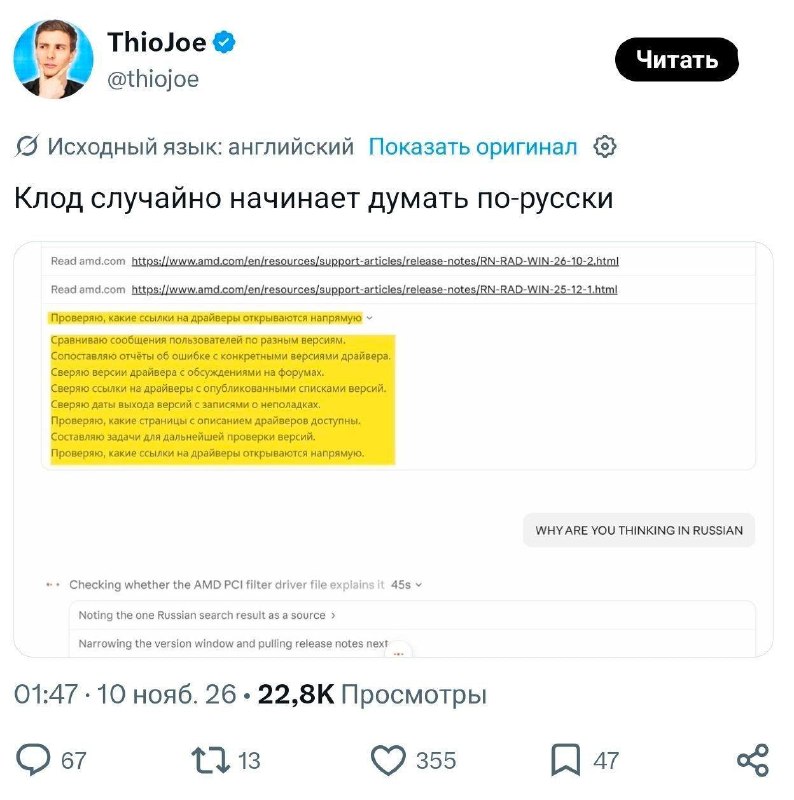 ThioJoe
@thiojoe
Читать
Исходный язык: английский Показать оригинал
Клод случайно начинает думать по-русски
Read amd.com https://www.amd.com/en/resources/support-articles/release-notes/RN-RAD-WIN-26-10-2.html
Read amd.com https://www.amd.com/en/resources/support-articles/release-notes/RN-RAD-WIN-25-12-1.html
Проверяю, какие ссылки на драйверы открываются напрямую
Сравниваю сообщения пользователей по разным версиям.
Сопоставляю отчёты об ошибке с конкретными версиями драйвера.
Сверяю версии драйвера с обсуждениями на форумах.
Сверяю ссылки на драйверы с опубликованными списками версий.
Сверяю даты выхода версий с записями о неполадках.
Проверяю, какие страницы с описанием драйверов доступны.
Составляю задачи для дальнейшей проверки версий.
Проверяю, какие ссылки на драйверы открываются напрямую.
WHY ARE YOU THINKING IN RUSSIAN
Checking whether the AMD PCI filter driver file explains it 45s
Noting the one Russian search result as a source
Narrowing the version window and pulling release notes next
01:47 · 10 нояб. 26 • 22,8K Просмотры
67 13 355 47